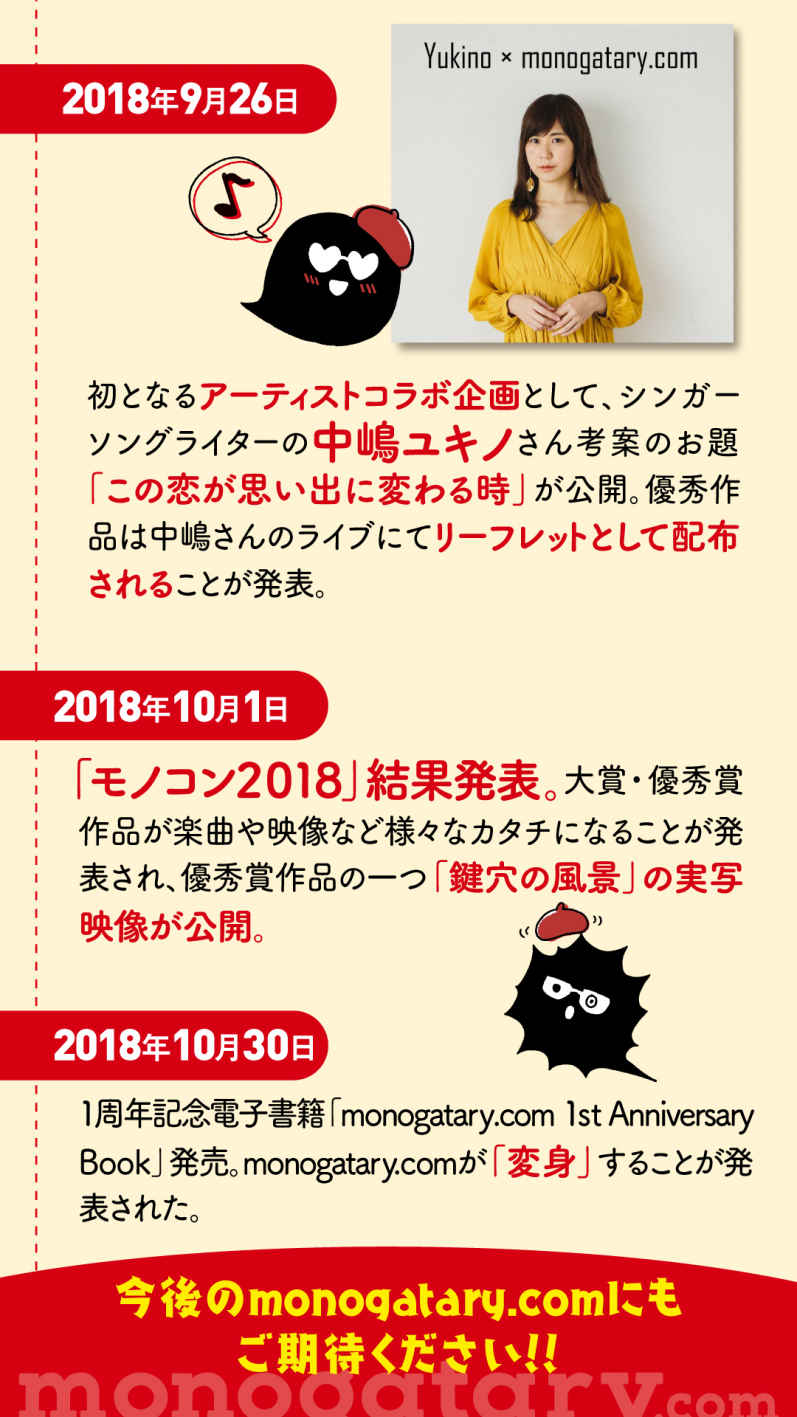 Yukino × monogatary.com
2018年9月26日
初となるアーティストコラボ企画として、シンガー
ソングライターの中嶋ユキノさん考案のお題
「この恋が思い出に変わる時」が公開。優秀作
品は中嶋さんのライブにてリーフレットとして配布
されることが発表。
2018年10月1日
「モノコン2018」結果発表。大賞・優秀賞
作品が楽曲や映像など様々なカタチになることが発
表され、優秀賞作品の一つ「鍵穴の風景」の実写
映像が公開。
2018年10月30日
1周年記念電子書籍「monogatary.com 1st Anniversary
Book」発売。monogatary.comが「変身」することが発
表された。
今後のmonogatary.comにも
ご期待ください!!
monogatary.com